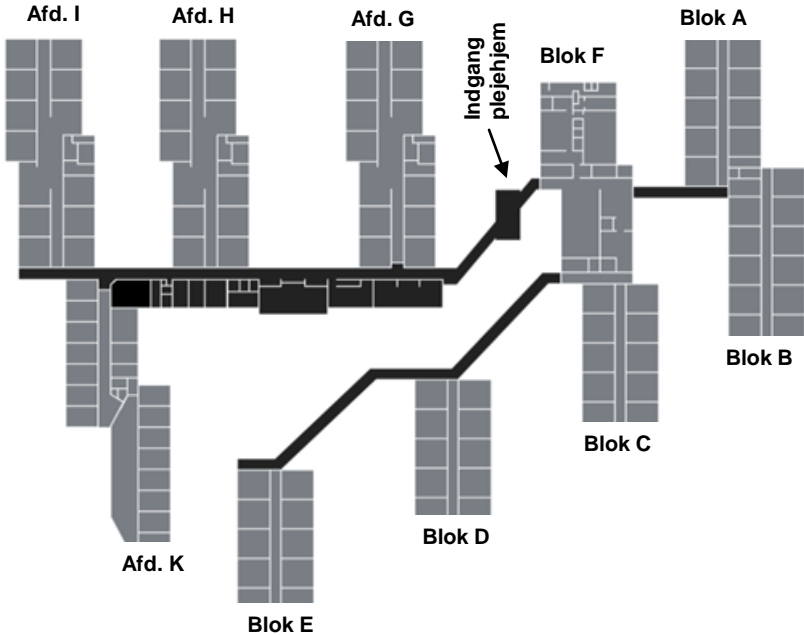 Afd. I
Afd. H
Afd. G
Indgang
plejehjem
Blok F
Blok A
Blok B
Blok C
Blok D
Afd. K
Blok E